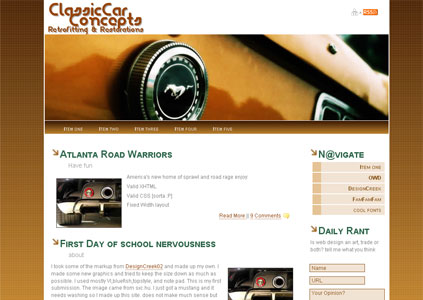 ClassicCar
Concepts
Retrofitting & Restorations
RSS
ITEM ONE ITEM TWO ITEM THREE ITEM FOUR ITEM FIVE
ATLANTA ROAD WARRIORS
Have fun
America's new home of sprawl and road rage enjoy
Valid XHTML
Valid CSS [sorta :P]
Fixed Width layout
Read More || 9 Comments
FIRST DAY OF SCHOOL NERVOUSNESS
I took some of the markup from DesignCreek62 and made up my own. I
made some new graphics and tried to keep the site down as much as
possible. I used mostly VI,bluefish,topstyle, and note pad. This is my first
submission. The image came from sxc.hu, I just got a mustang and it
needs washing so I made up this site. does not make much sense but
N@VIGATE
ITEM ONE
OWD
DESIGNCREEK
FAMFAMFAM
COOL FONTS
DAILY RANT
Is web design an art, trade or
both? tell me what you think
Name
URL
Your Opinion?